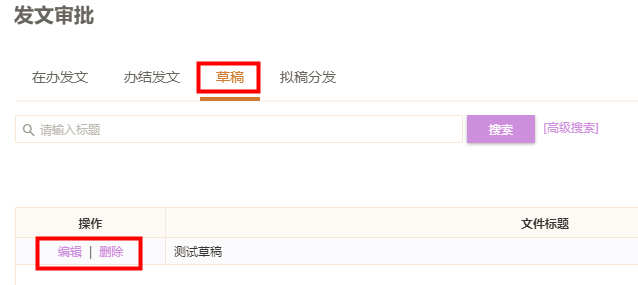 发文审批
在办发文 办结发文 草稿 拟稿分发
请输入标题 搜索 [高级搜索]
操作 文件标题
编辑 | 删除 测试草稿